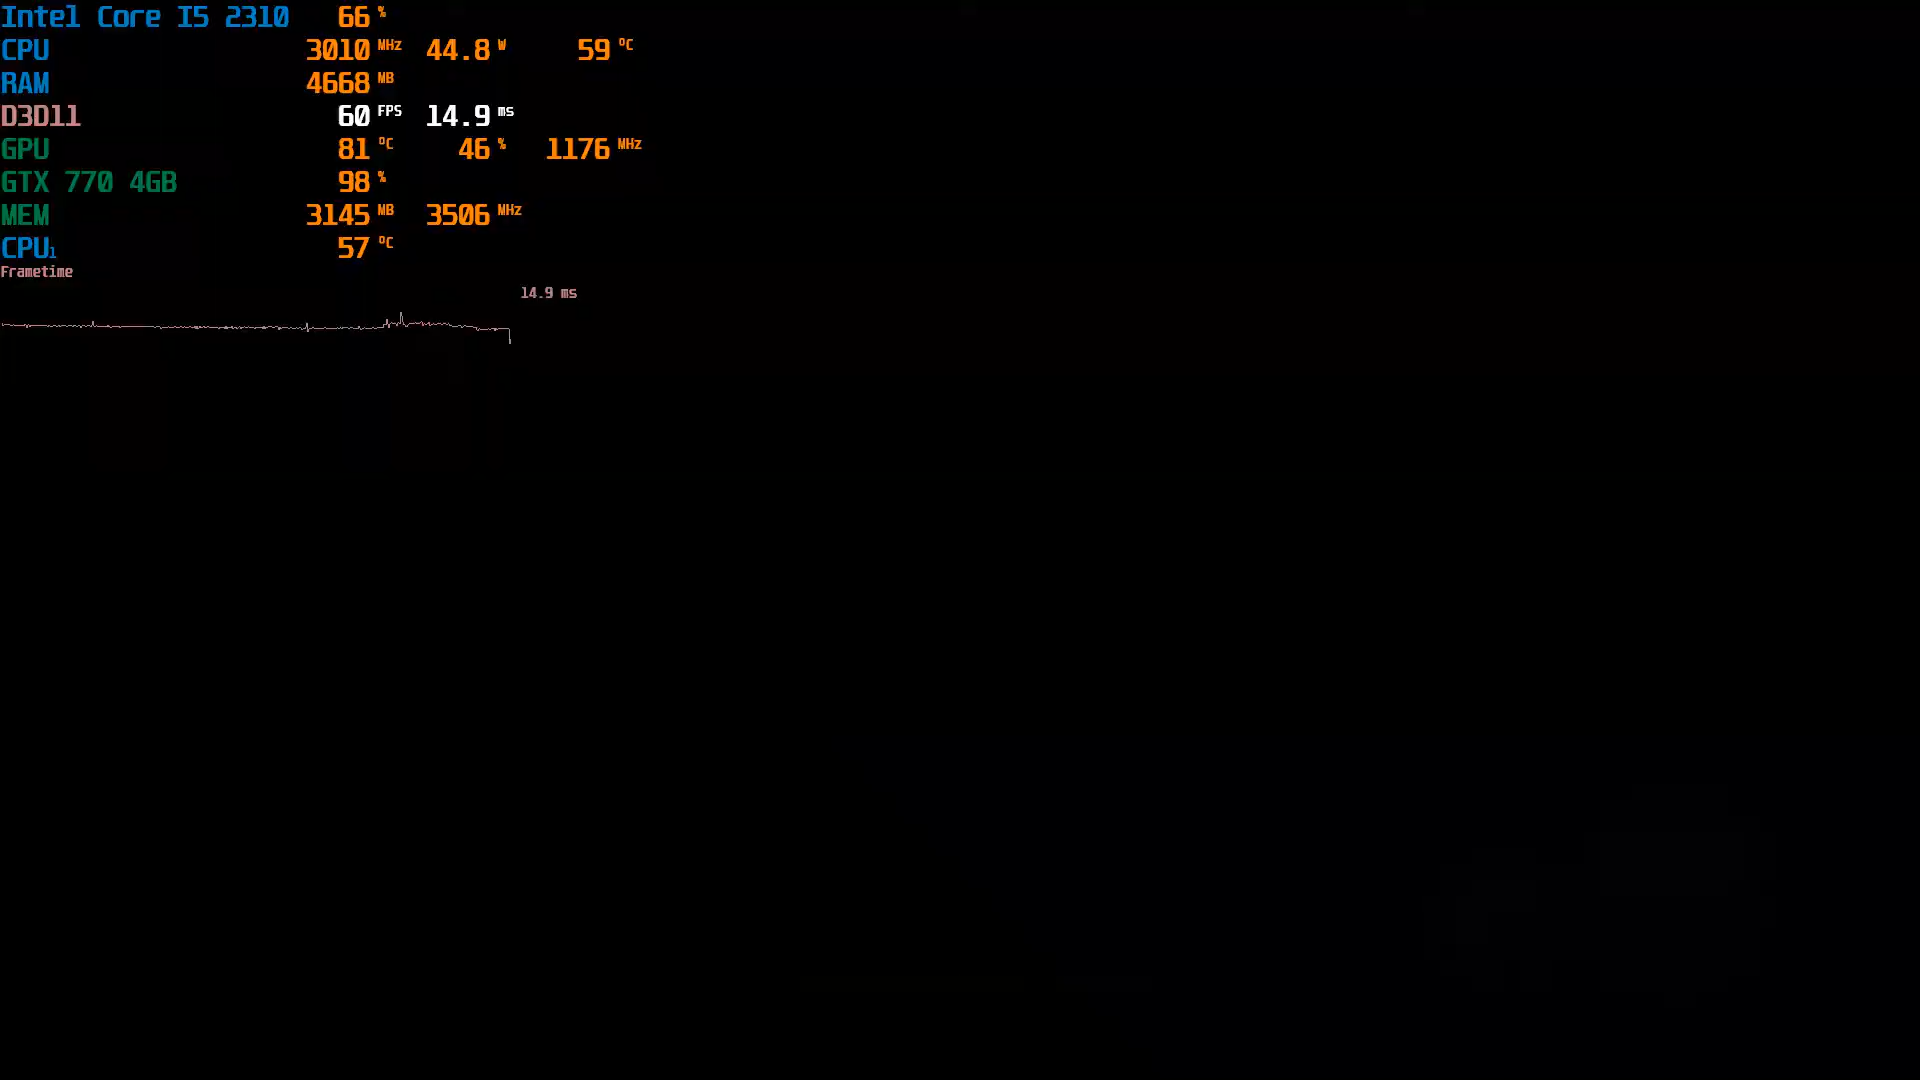 Intel Core I5 2310 66 %
CPU 3010 MHz 44.8 W 59 °C
RAM 4668 MB
D3D11 60 FPS 14.9 ms
GPU 81 °C 46 % 1176 MHz
GTX 770 4GB 98 %
MEM 3145 MB 3506 MHz
CPU1 57 °C
Frametime
14.9 ms